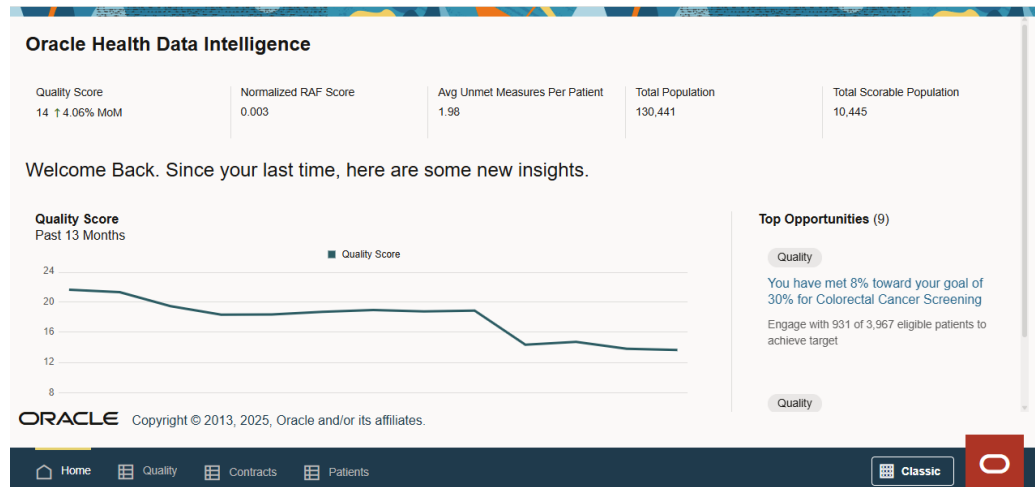 Oracle Health Data Intelligence
Quality Score
14 ↑ 4.06% MoM
Normalized RAF Score
0.003
Avg Unmet Measures Per Patient
1.98
Total Population
130,441
Total Scorable Population
10,445
Welcome Back. Since your last time, here are some new insights.
Quality Score
Past 13 Months
Quality Score
24
20
16
12
8
Top Opportunities (9)
Quality
You have met 8% toward your goal of
30% for Colorectal Cancer Screening
Engage with 931 of 3,967 eligible patients to
achieve target
Quality
ORACLE Copyright © 2013, 2025, Oracle and/or its affiliates.
Home Quality Contracts Patients Classic